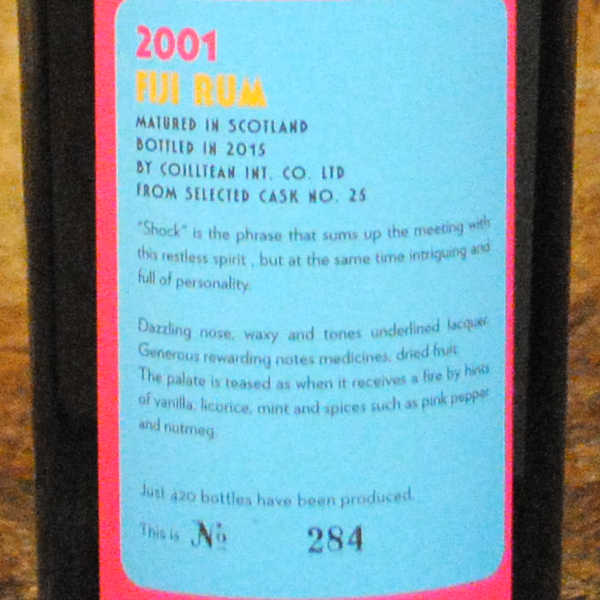 2001
FIJI RUM
MATURED IN SCOTLAND
BOTTLED IN 2015
BY COILLTEAN INT. CO. LTD
FROM SELECTED CASK NO. 25
"Shock" is the phrase that sums up the meeting with
this restless spirit , but at the same time intriguing and
full of personality.
Dazzling nose, waxy and tones underlined lacquer.
Generous rewarding notes medicines, dried fruit.
The palate is teased as when it receives a fire by hints
of vanilla, licorice, mint and spices such as pink pepper
and nutmeg.
Just 420 bottles have been produced.
This is Nº 284